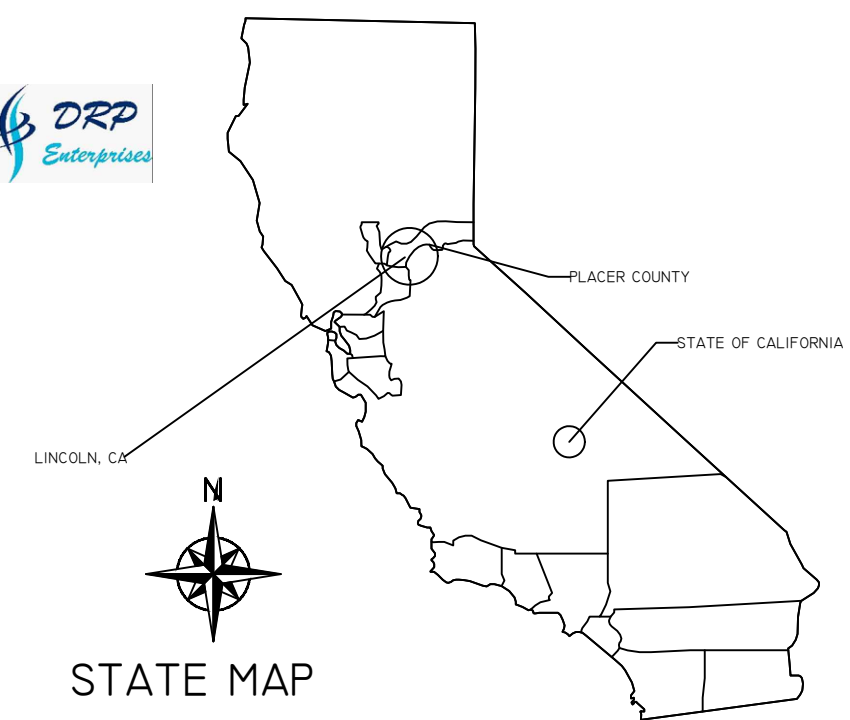 DRP
Enterprises
PLACER COUNTY
STATE OF CALIFORNIA
LINCOLN, CA
N
STATE MAP